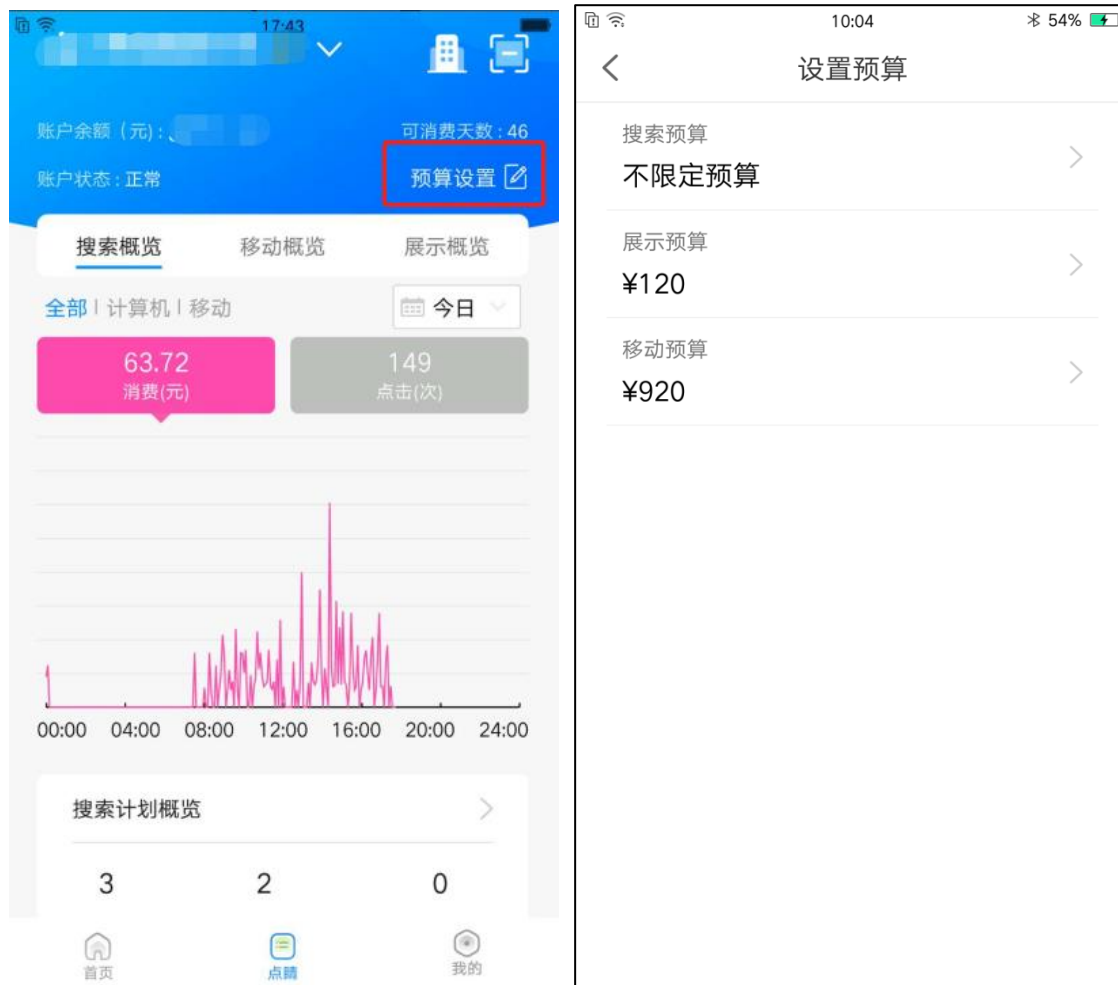 17:43
账户余额（元）:
可消费天数 : 46
账户状态 : 正常
预算设置
搜索概览
移动概览
展示概览
全部 | 计算机 | 移动
今日
63.72
消费(元)
149
点击(次)
00:00 04:00 08:00 12:00 16:00 20:00 24:00
搜索计划概览
3 2 0
首页
点睛
我的
10:04
54%
设置预算
搜索预算
不限定预算
展示预算
¥120
移动预算
¥920